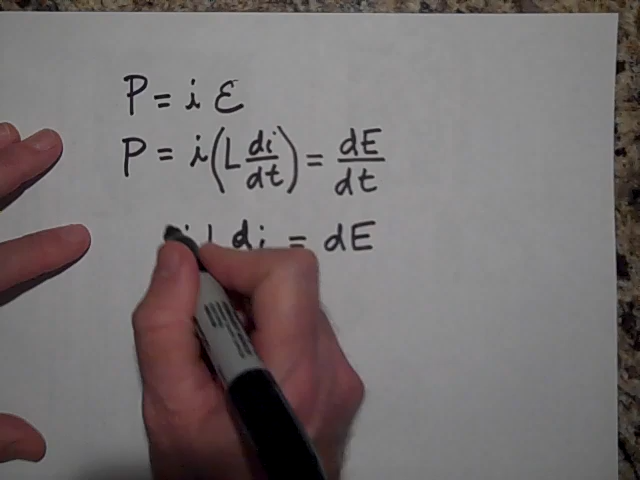 P = i ℰ
P = i(L di/dt) = dE/dt
i L di = dE